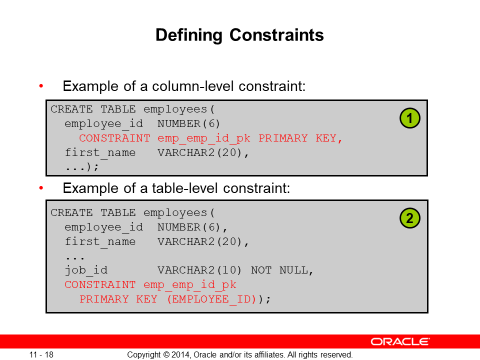 Defining Constraints
• Example of a column-level constraint:
CREATE TABLE employees(
  employee_id  NUMBER(6)
    CONSTRAINT emp_emp_id_pk PRIMARY KEY,
  first_name   VARCHAR2(20),
  ...);
1
• Example of a table-level constraint:
CREATE TABLE employees(
  employee_id  NUMBER(6),
  first_name   VARCHAR2(20),
  ...
  job_id       VARCHAR2(10) NOT NULL,
  CONSTRAINT emp_emp_id_pk
    PRIMARY KEY (EMPLOYEE_ID));
2
ORACLE
11 - 18 Copyright © 2014, Oracle and/or its affiliates. All rights reserved.